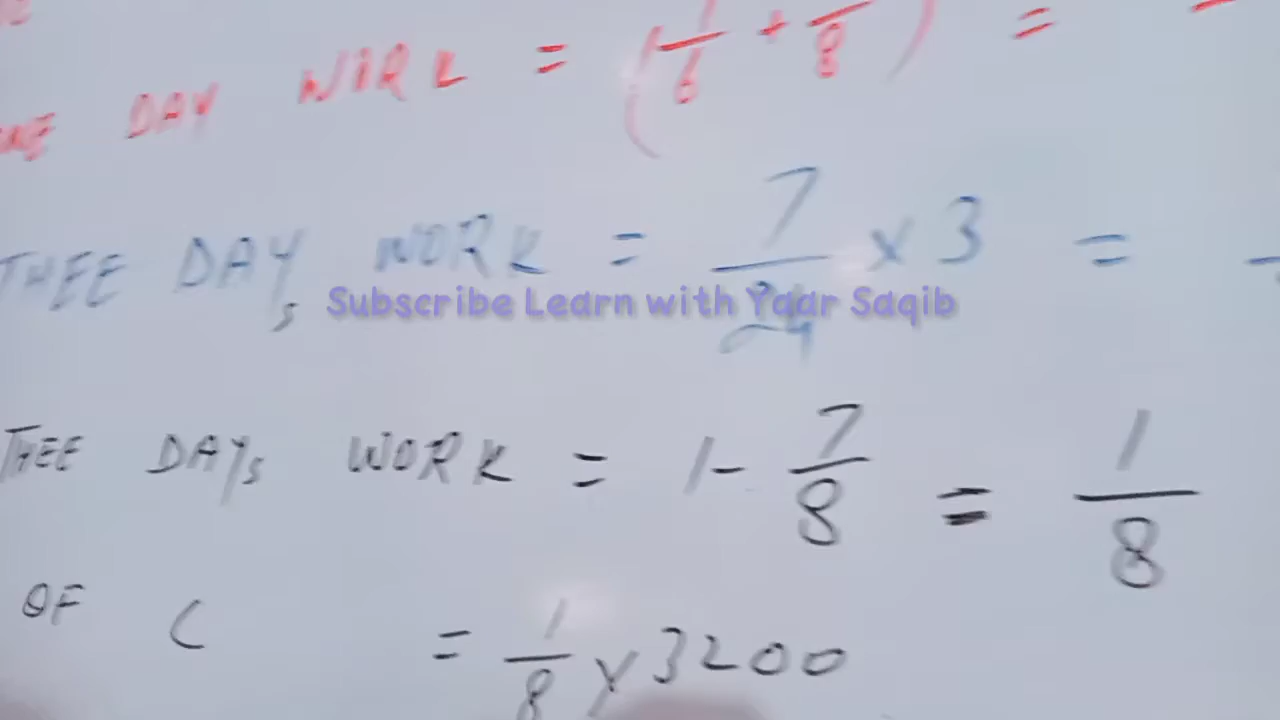 DAY WORK = (1/6 + 1/8) =
THEE DAYs WORK = 7/24 x 3 =
Subscribe Learn with Yaar Saqib
THEE DAYs WORK = 1 - 7/8 = 1/8
OF C = 1/8 x 3200